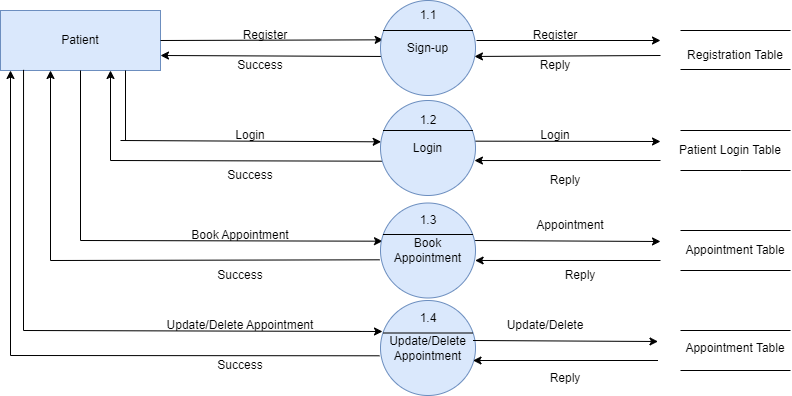 Patient
Register
Success
1.1
Sign-up
Register
Reply
Registration Table
Login
Success
1.2
Login
Login
Reply
Patient Login Table
Book Appointment
Success
1.3
Book
Appointment
Appointment
Reply
Appointment Table
Update/Delete Appointment
Success
1.4
Update/Delete
Appointment
Update/Delete
Reply
Appointment Table